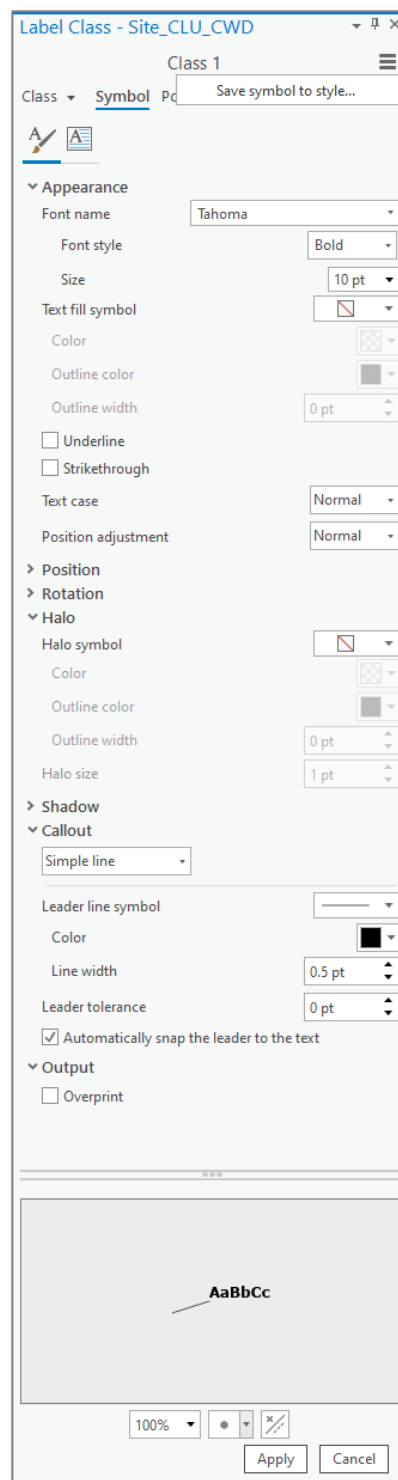 Label Class - Site_CLU_CWD
Class 1
Save symbol to style...
Class Symbol
Appearance
Font name Tahoma
Font style Bold
Size 10 pt
Text fill symbol
Color
Outline color
Outline width 0 pt
Underline
Strikethrough
Text case Normal
Position adjustment Normal
Position
Rotation
Halo
Halo symbol
Color
Outline color
Outline width 0 pt
Halo size 1 pt
Shadow
Callout
Simple line
Leader line symbol
Color
Line width 0.5 pt
Leader tolerance 0 pt
Automatically snap the leader to the text
Output
Overprint
AaBbCc
100%
Apply Cancel